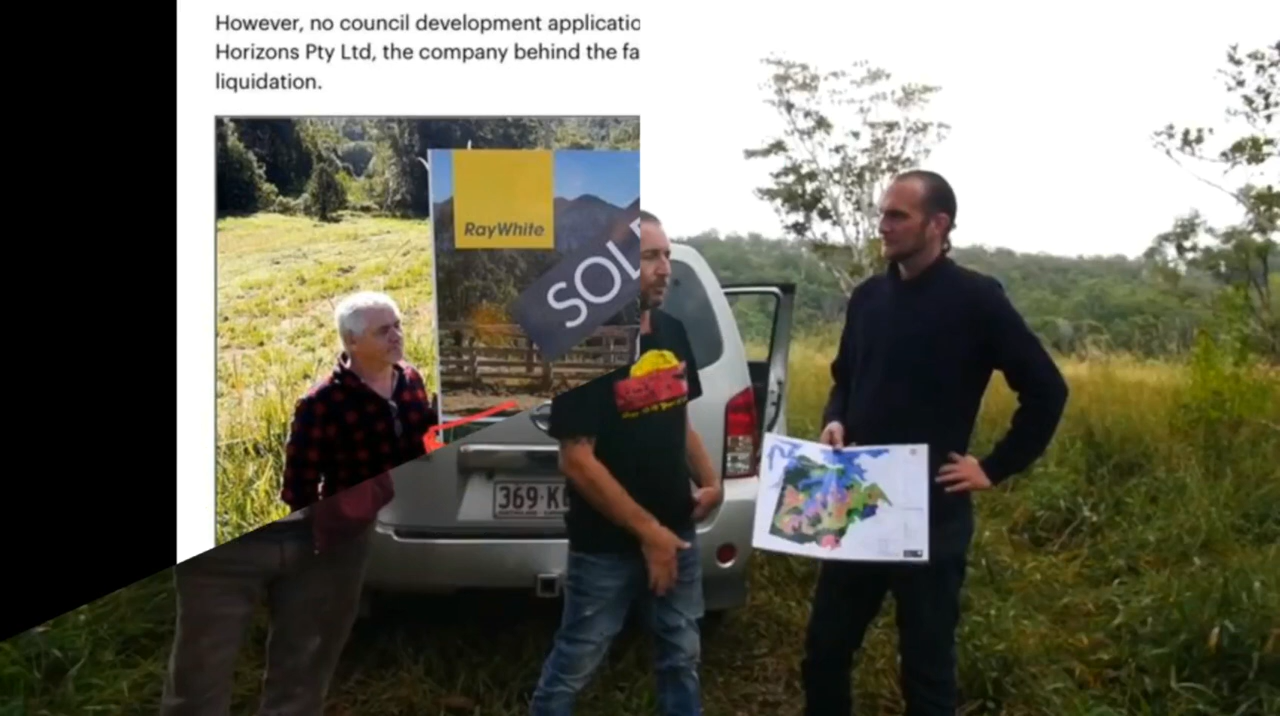 However, no council development applicatio
Horizons Pty Ltd, the company behind the fa
liquidation.
RayWhite
SOL
369·K